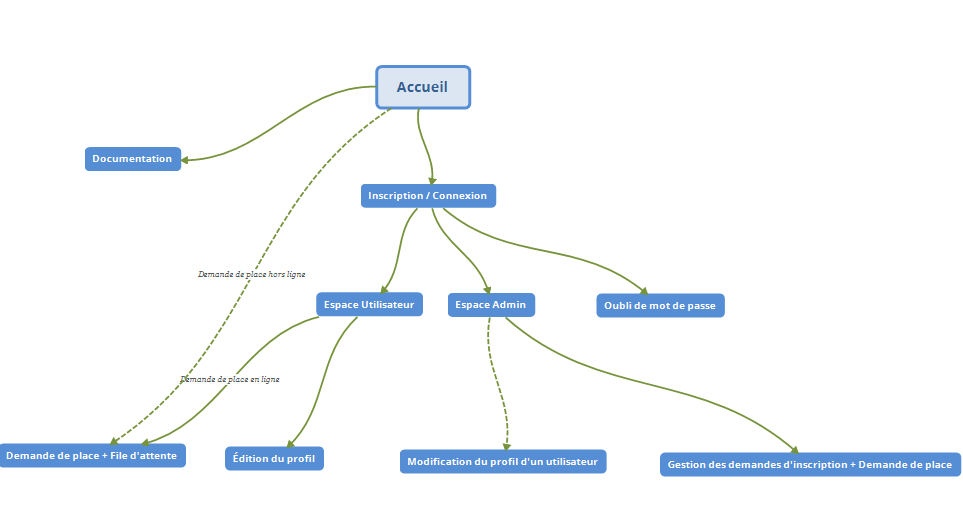 Accueil
Documentation
Inscription / Connexion
Demande de place hors ligne
Espace Utilisateur
Espace Admin
Oubli de mot de passe
Demande de place en ligne
Demande de place + File d'attente
Édition du profil
Modification du profil d'un utilisateur
Gestion des demandes d'inscription + Demande de place